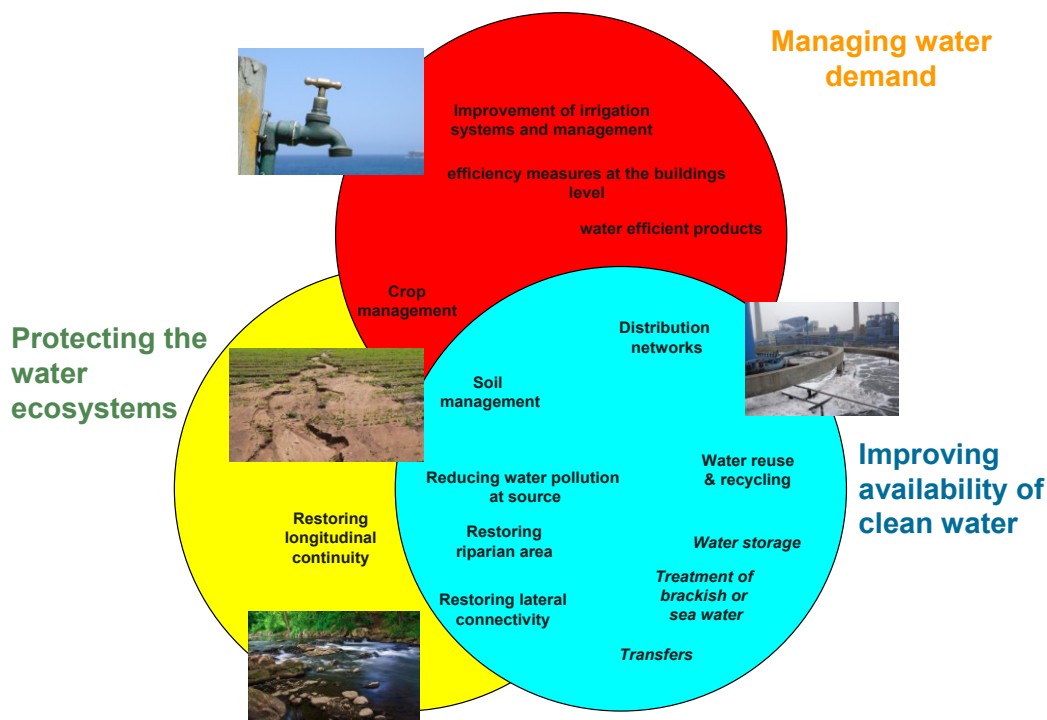 Managing water
demand
Improvement of irrigation
systems and management
efficiency measures at the buildings
level
water efficient products
Crop
management
Distribution
networks
Protecting the
water
ecosystems
Soil
management
Improving
availability of
clean water
Water reuse
& recycling
Reducing water pollution
at source
Restoring
longitudinal
continuity
Restoring
riparian area
Water storage
Treatment of
brackish or
sea water
Restoring lateral
connectivity
Transfers